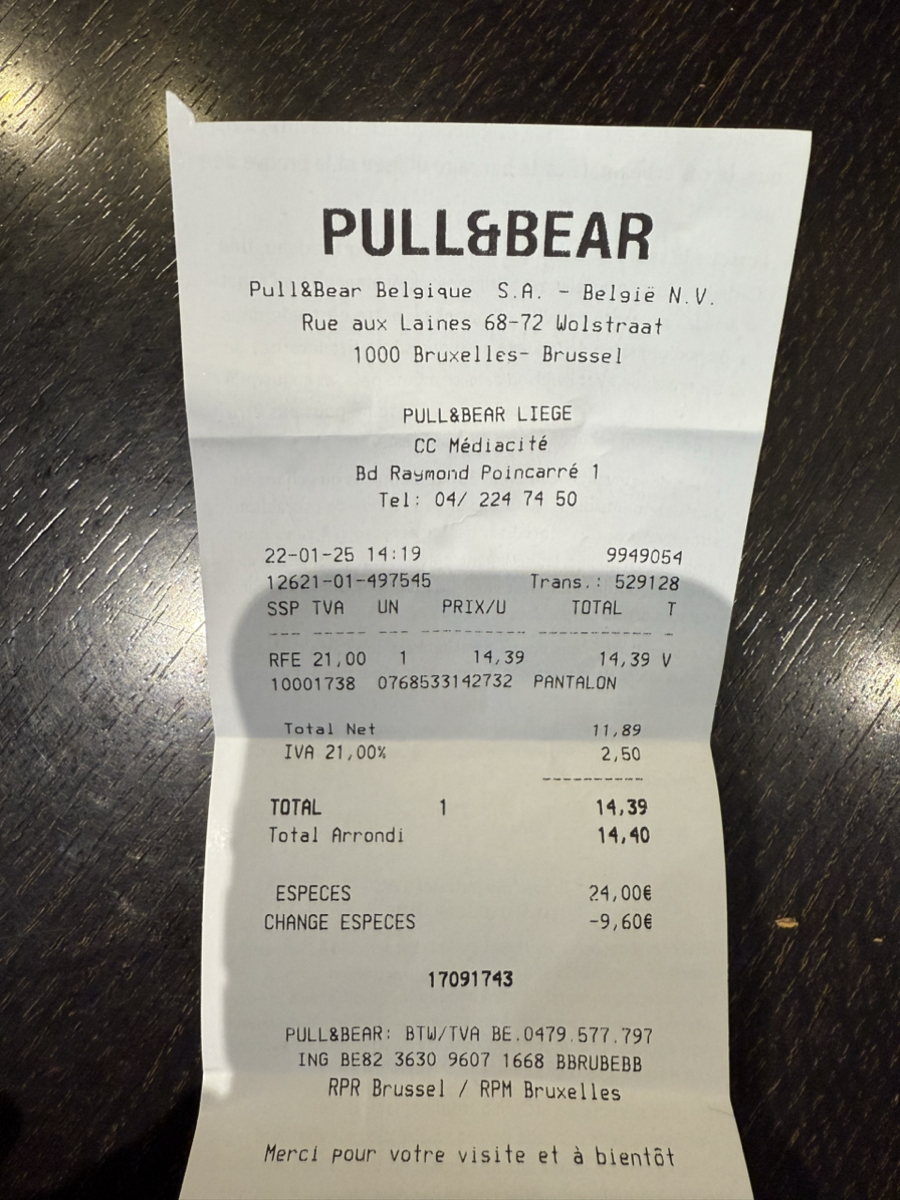 PULL&BEAR
Pull&Bear Belgique S.A. - België N.V.
Rue aux Laines 68-72 Wolstraat
1000 Bruxelles- Brussel
PULL&BEAR LIEGE
CC Médiacité
Bd Raymond Poincarré 1
Tel: 04/ 224 74 50
22-01-25 14:19 9949054
12621-01-497545 Trans.: 529128
SSP TVA UN PRIX/U TOTAL T
--- ----- --- ---------- ----------- -
RFE 21,00 1 14,39 14,39 V
10001738 0768533142732 PANTALON
Total Net 11,89
IVA 21,00% 2,50
----------
TOTAL 1 14,39
Total Arrondi 14,40
ESPECES 24,00€
CHANGE ESPECES -9,60€
17091743
PULL&BEAR: BTW/TVA BE.0479.577.797
ING BE82 3630 9607 1668 BBRUBEBB
RPR Brussel / RPM Bruxelles
Merci pour votre visite et à bientôt